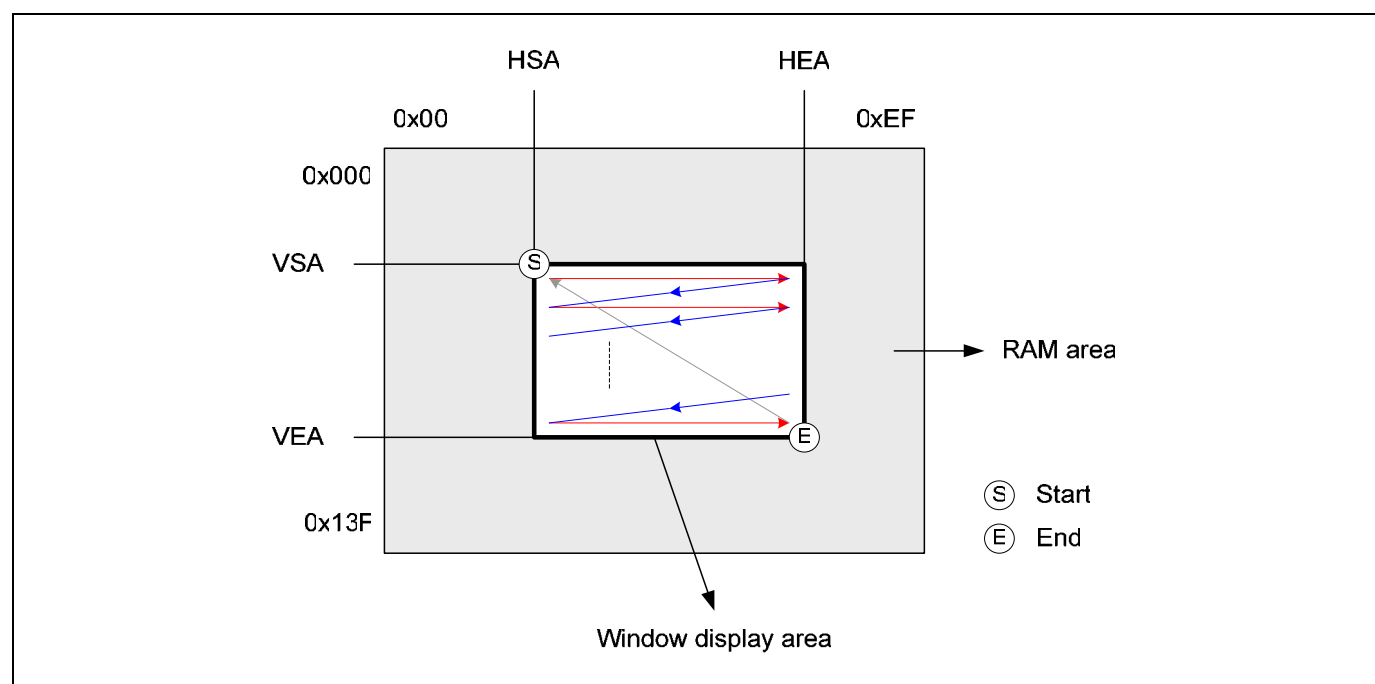 HSA HEA
0x00 0xEF
0x000
VSA
S
RAM area
VEA
E
S Start
0x13F
E End
Window display area